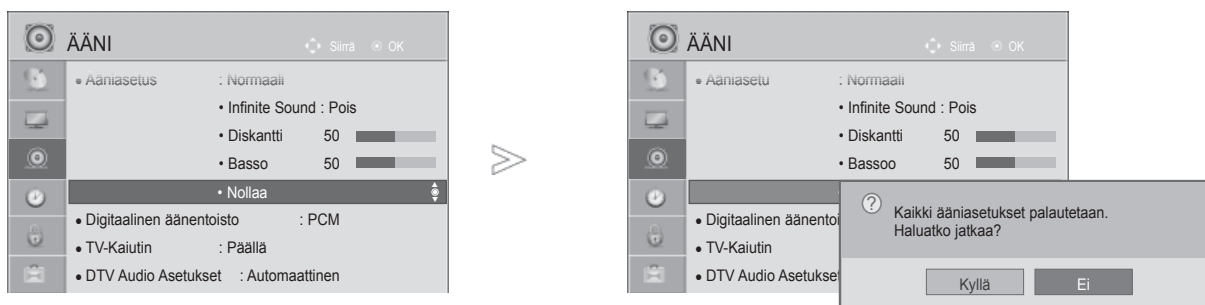 ÄÄNI
Siirrä OK
• Ääniasetus : Normaali
• Infinite Sound : Pois
• Diskantti 50
• Basso 50
• Nollaa
• Digitaalinen äänentoisto : PCM
• TV-Kaiutin : Päällä
• DTV Audio Asetukset : Automaattinen
ÄÄNI
Siirrä OK
• Ääniasetu : Normaali
• Infinite Sound : Pois
• Diskantti 50
• Bassoo 50
• Digitaalinen äänentoi
• TV-Kaiutin
• DTV Audio Asetukset
? Kaikki ääniasetukset palautetaan.
Haluatko jatkaa?
Kyllä Ei